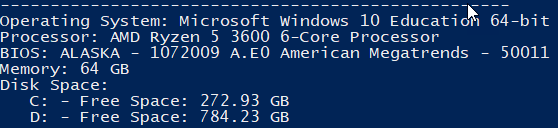 --------------------------------------------------
Operating System: Microsoft Windows 10 Education 64-bit
Processor: AMD Ryzen 5 3600 6-Core Processor
BIOS: ALASKA - 1072009 A.E0 American Megatrends - 50011
Memory: 64 GB
Disk Space:
   C: - Free Space: 272.93 GB
   D: - Free Space: 784.23 GB